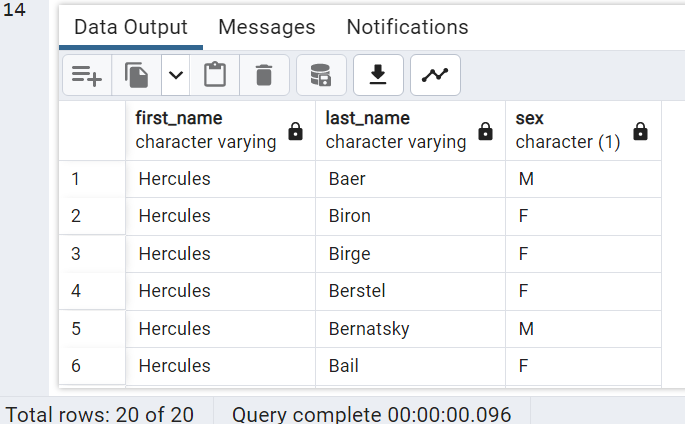 14
Data Output Messages Notifications
first_name last_name sex
character varying character varying character (1)
1 Hercules Baer M
2 Hercules Biron F
3 Hercules Birge F
4 Hercules Berstel F
5 Hercules Bernatsky M
6 Hercules Bail F
Total rows: 20 of 20 Query complete 00:00:00.096